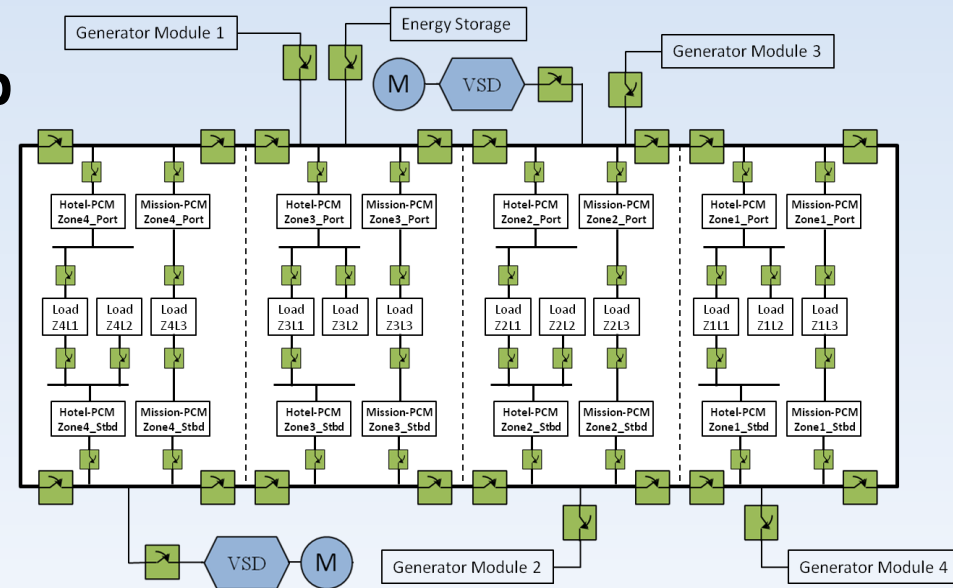 Generator Module 1
Energy Storage
Generator Module 3
M
VSD
Hotel-PCM
Zone4_Port
Mission-PCM
Zone4_Port
Hotel-PCM
Zone3_Port
Mission-PCM
Zone3_Port
Hotel-PCM
Zone2_Port
Mission-PCM
Zone2_Port
Hotel-PCM
Zone1_Port
Mission-PCM
Zone1_Port
Load
Z4L1
Load
Z4L2
Load
Z4L3
Load
Z3L1
Load
Z3L2
Load
Z3L3
Load
Z2L1
Load
Z2L2
Load
Z2L3
Load
Z1L1
Load
Z1L2
Load
Z1L3
Hotel-PCM
Zone4_Stbd
Mission-PCM
Zone4_Stbd
Hotel-PCM
Zone3_Stbd
Mission-PCM
Zone3_Stbd
Hotel-PCM
Zone2_Stbd
Mission-PCM
Zone2_Stbd
Hotel-PCM
Zone1_Stbd
Mission-PCM
Zone1_Stbd
VSD
M
Generator Module 2
Generator Module 4